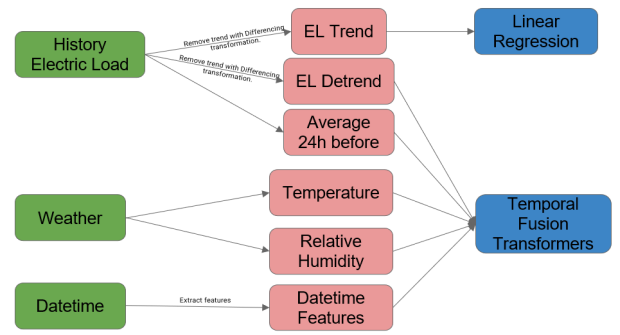 History
Electric Load
Remove trend with Differencing
transformation.
EL Trend
Linear
Regression
Remove trend with Differencing
transformation.
EL Detrend
Average
24h before
Weather
Temperature
Relative
Humidity
Temporal
Fusion
Transformers
Datetime
Extract features
Datetime
Features